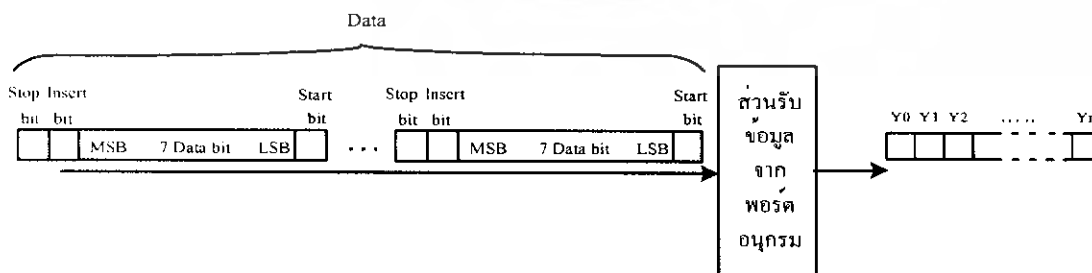 Data
Stop Insert
bit bit
Start
bit
Stop Insert
bit bit
Start
bit
MSB 7 Data bit LSB
...
MSB 7 Data bit LSB
ส่วนรับ
ข้อมูล
จาก
พอร์ต
อนุกรม
Y0 Y1 Y2 .....